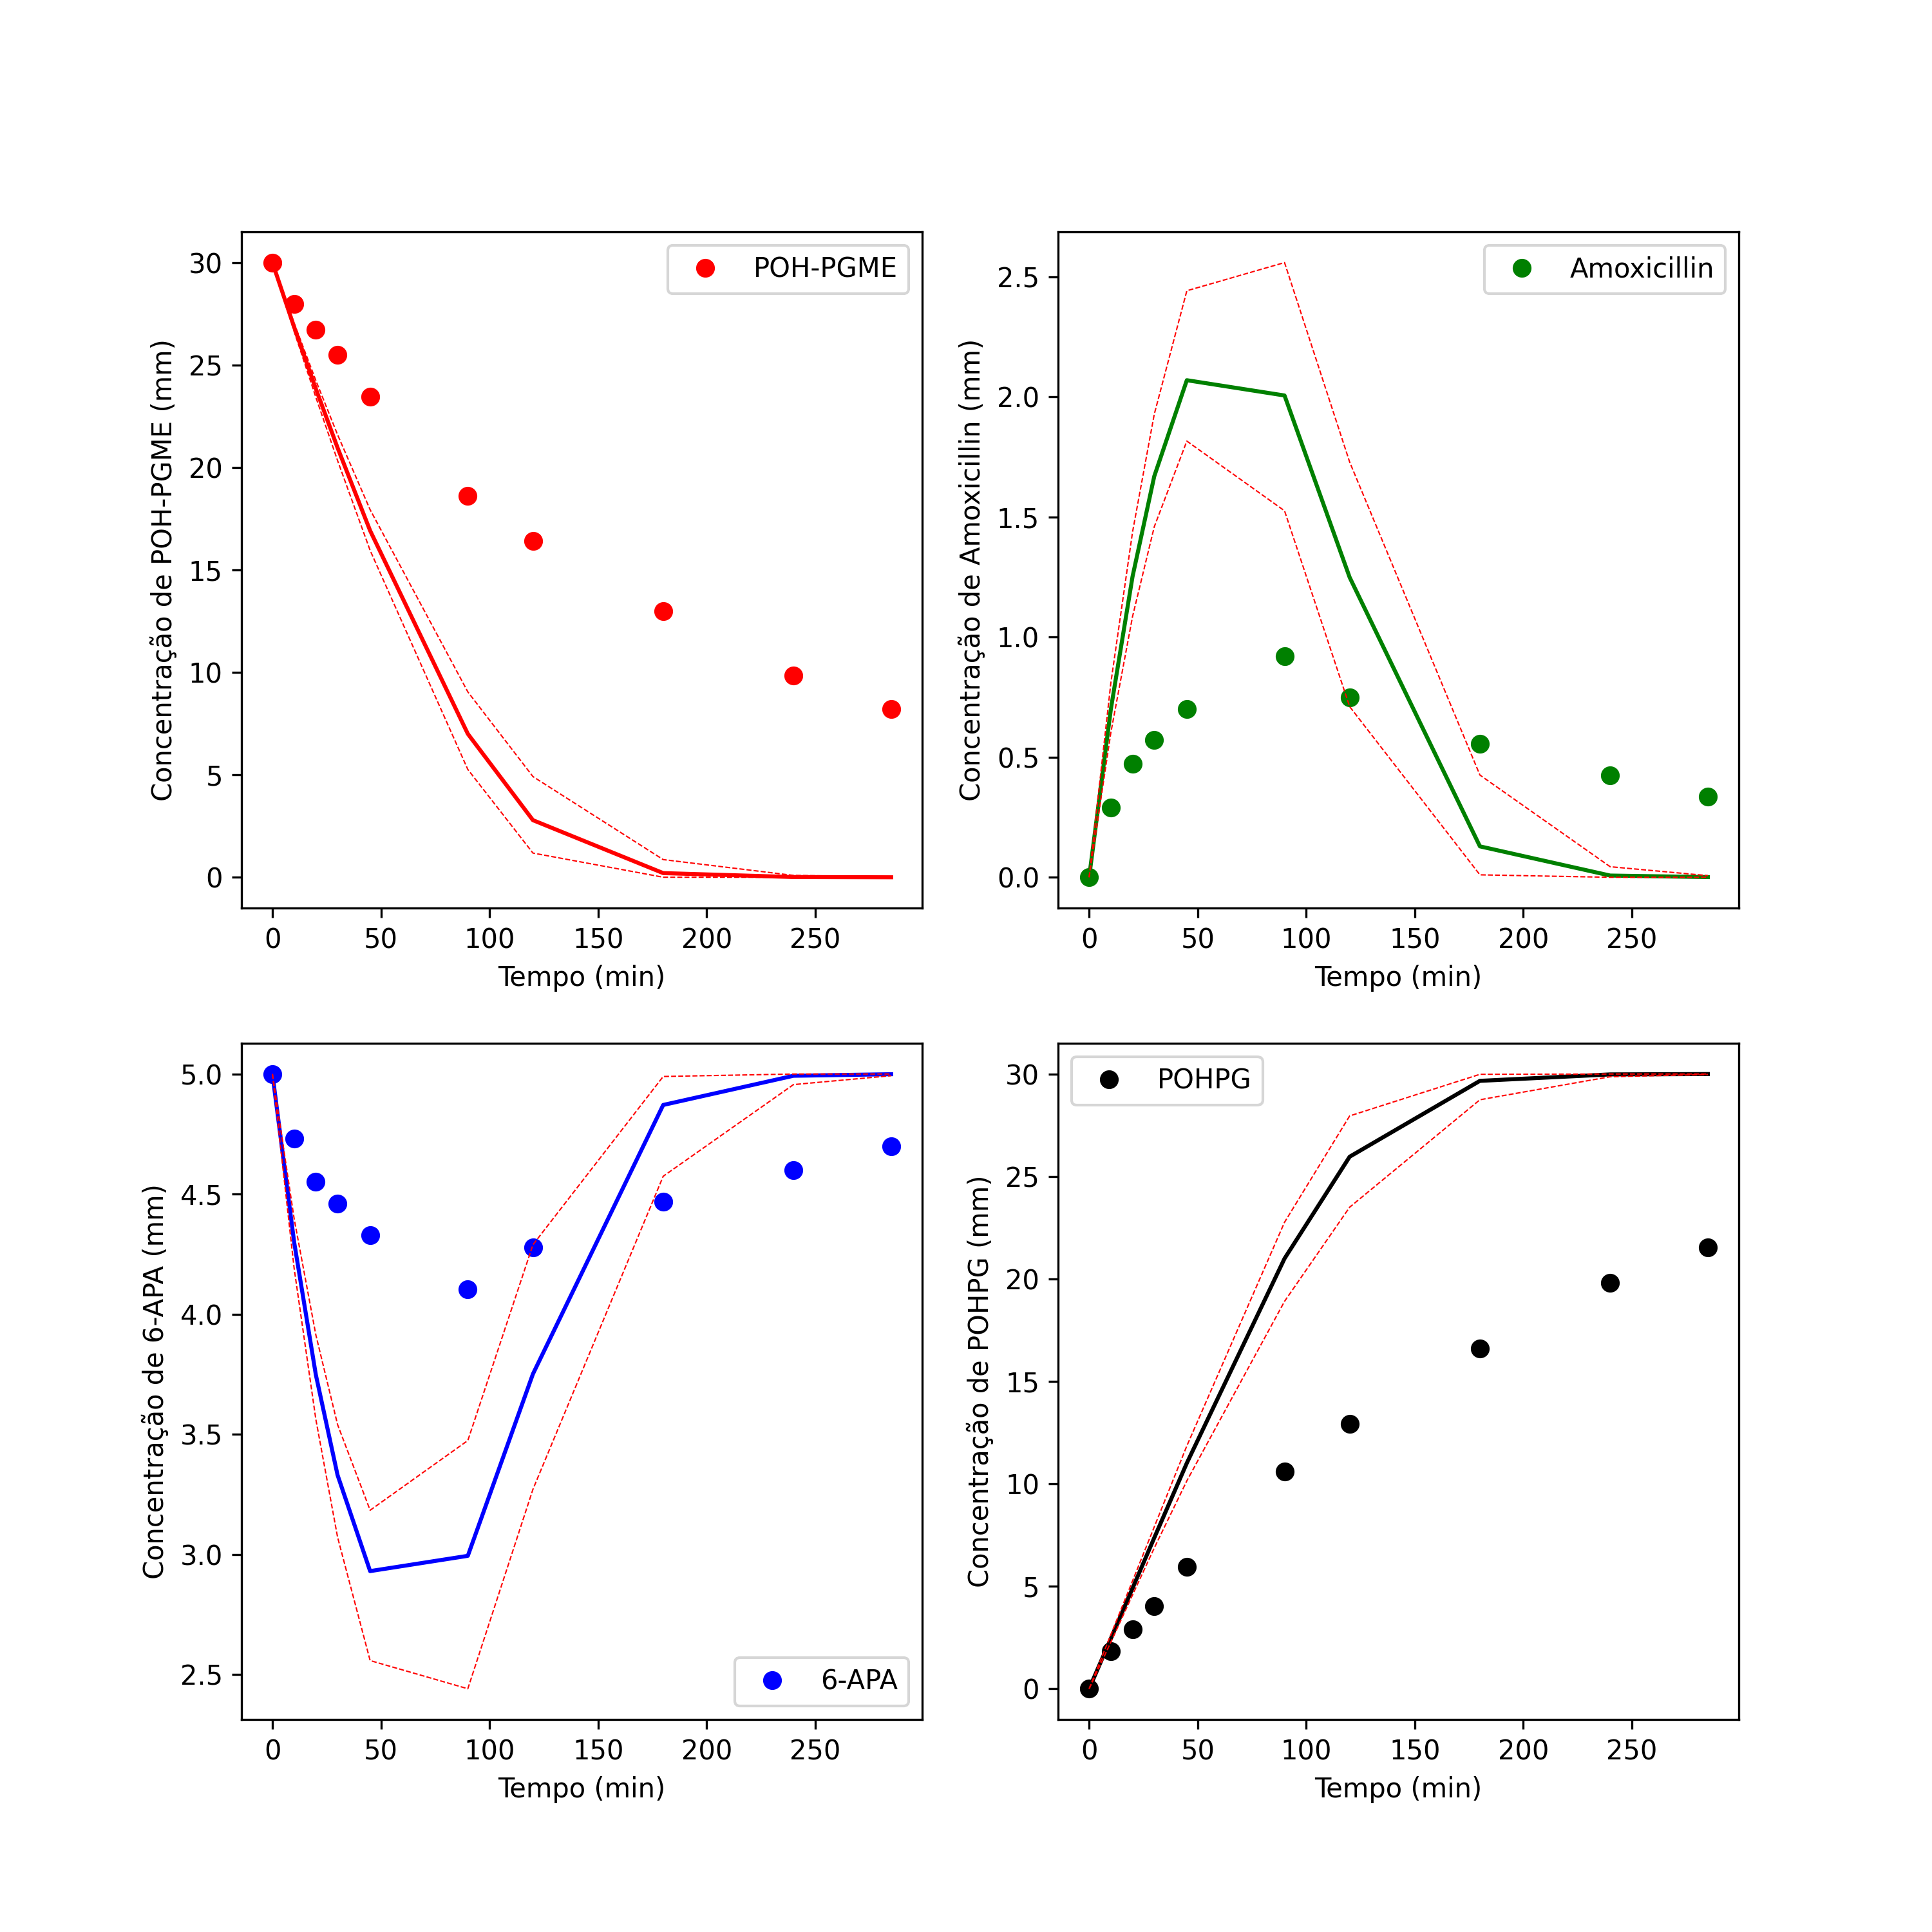 POH-PGME
Concentração de POH-PGME (mm)
30
25
20
15
10
5
0
0 50 100 150 200 250
Tempo (min)
Amoxicillin
Concentração de Amoxicillin (mm)
2.5
2.0
1.5
1.0
0.5
0.0
0 50 100 150 200 250
Tempo (min)
Concentração de 6-APA (mm)
5.0
4.5
4.0
3.5
3.0
2.5
6-APA
0 50 100 150 200 250
Tempo (min)
POHPG
Concentração de POHPG (mm)
30
25
20
15
10
5
0
0 50 100 150 200 250
Tempo (min)